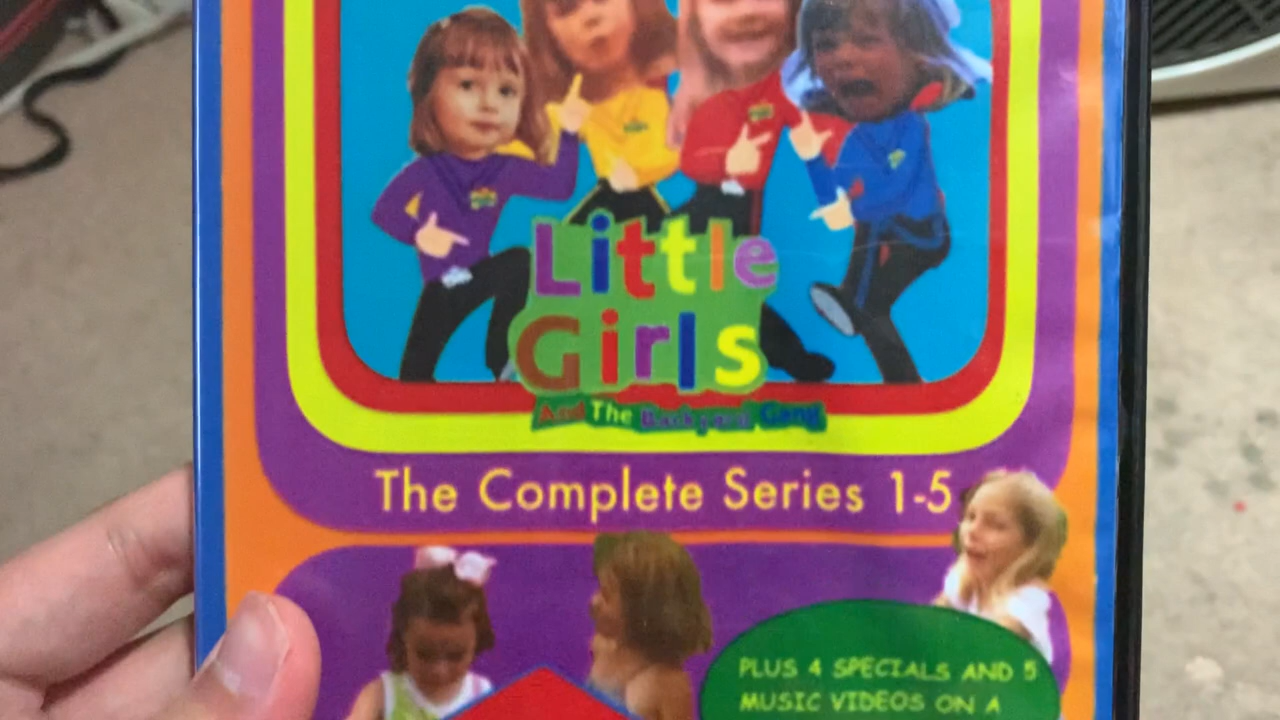 Little
Girls
And The Backyard Gang
The Complete Series 1-5
PLUS 4 SPECIALS AND 5
MUSIC VIDEOS ON A